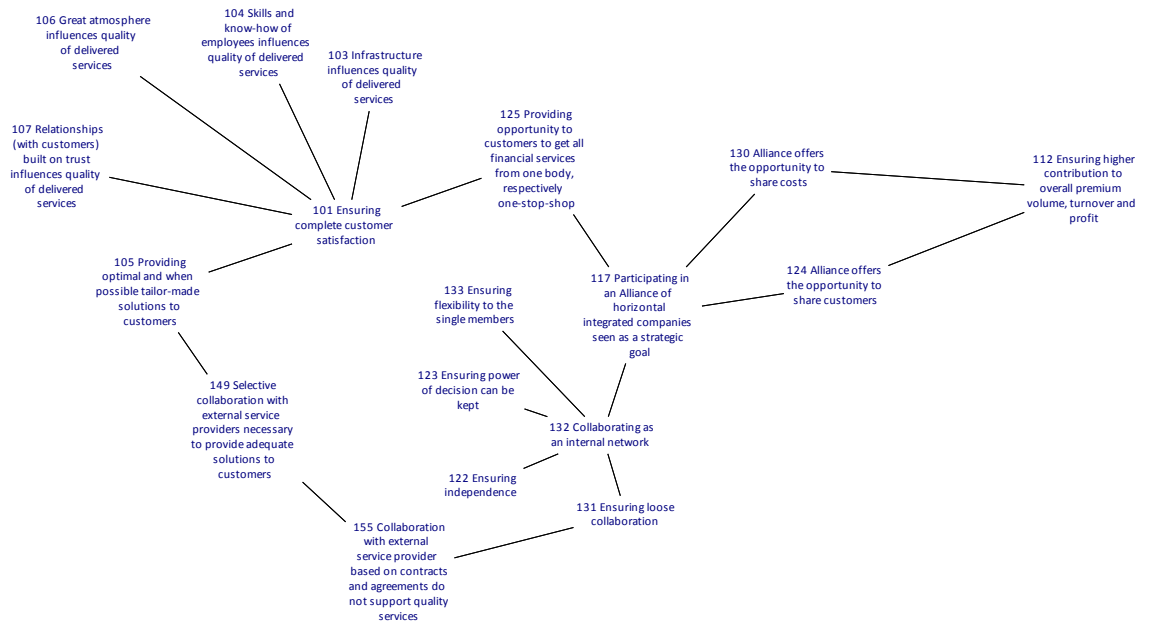 106 Great atmosphere
influences quality
of delivered
services
104 Skills and
know-how of
employees influences
quality of delivered
services
103 Infrastructure
influences quality
of delivered
services
107 Relationships
(with customers)
built on trust
influences quality
of delivered
services
125 Providing
opportunity to
customers to get all
financial services
from one body,
respectively
one-stop-shop
130 Alliance offers
the opportunity to
share costs
112 Ensuring higher
contribution to
overall premium
volume, turnover and
profit
101 Ensuring
complete customer
satisfaction
105 Providing
optimal and when
possible tailor-made
solutions to
customers
133 Ensuring
flexibility to the
single members
117 Participating in
an Alliance of
horizontal
integrated companies
seen as a strategic
goal
124 Alliance offers
the opportunity to
share customers
149 Selective
collaboration with
external service
providers necessary
to provide adequate
solutions to
customers
123 Ensuring power
of decision can be
kept
132 Collaborating as
an internal network
122 Ensuring
independence
131 Ensuring loose
collaboration
155 Collaboration
with external
service provider
based on contracts
and agreements do
not support quality
services